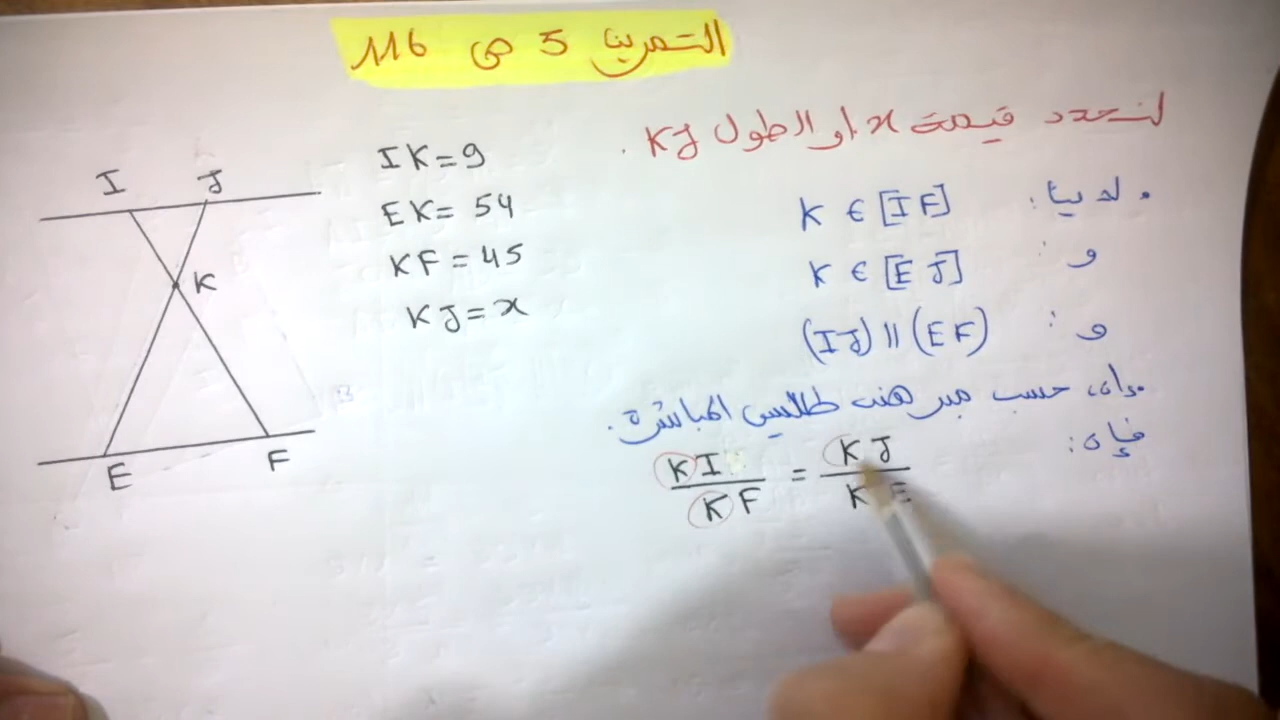 التمرين 5 ص 116
لنحدد قيمة x او الطول KJ .
I J
K
E F
IK=9
EK=54
KF=45
KJ=x
• لدينا : K ∈ [IF]
و : K ∈ [EJ]
و : (IJ) // (EF)
حسب مبرهنة طاليس المباشرة .
فإن :
KI/KF = KJ/KE